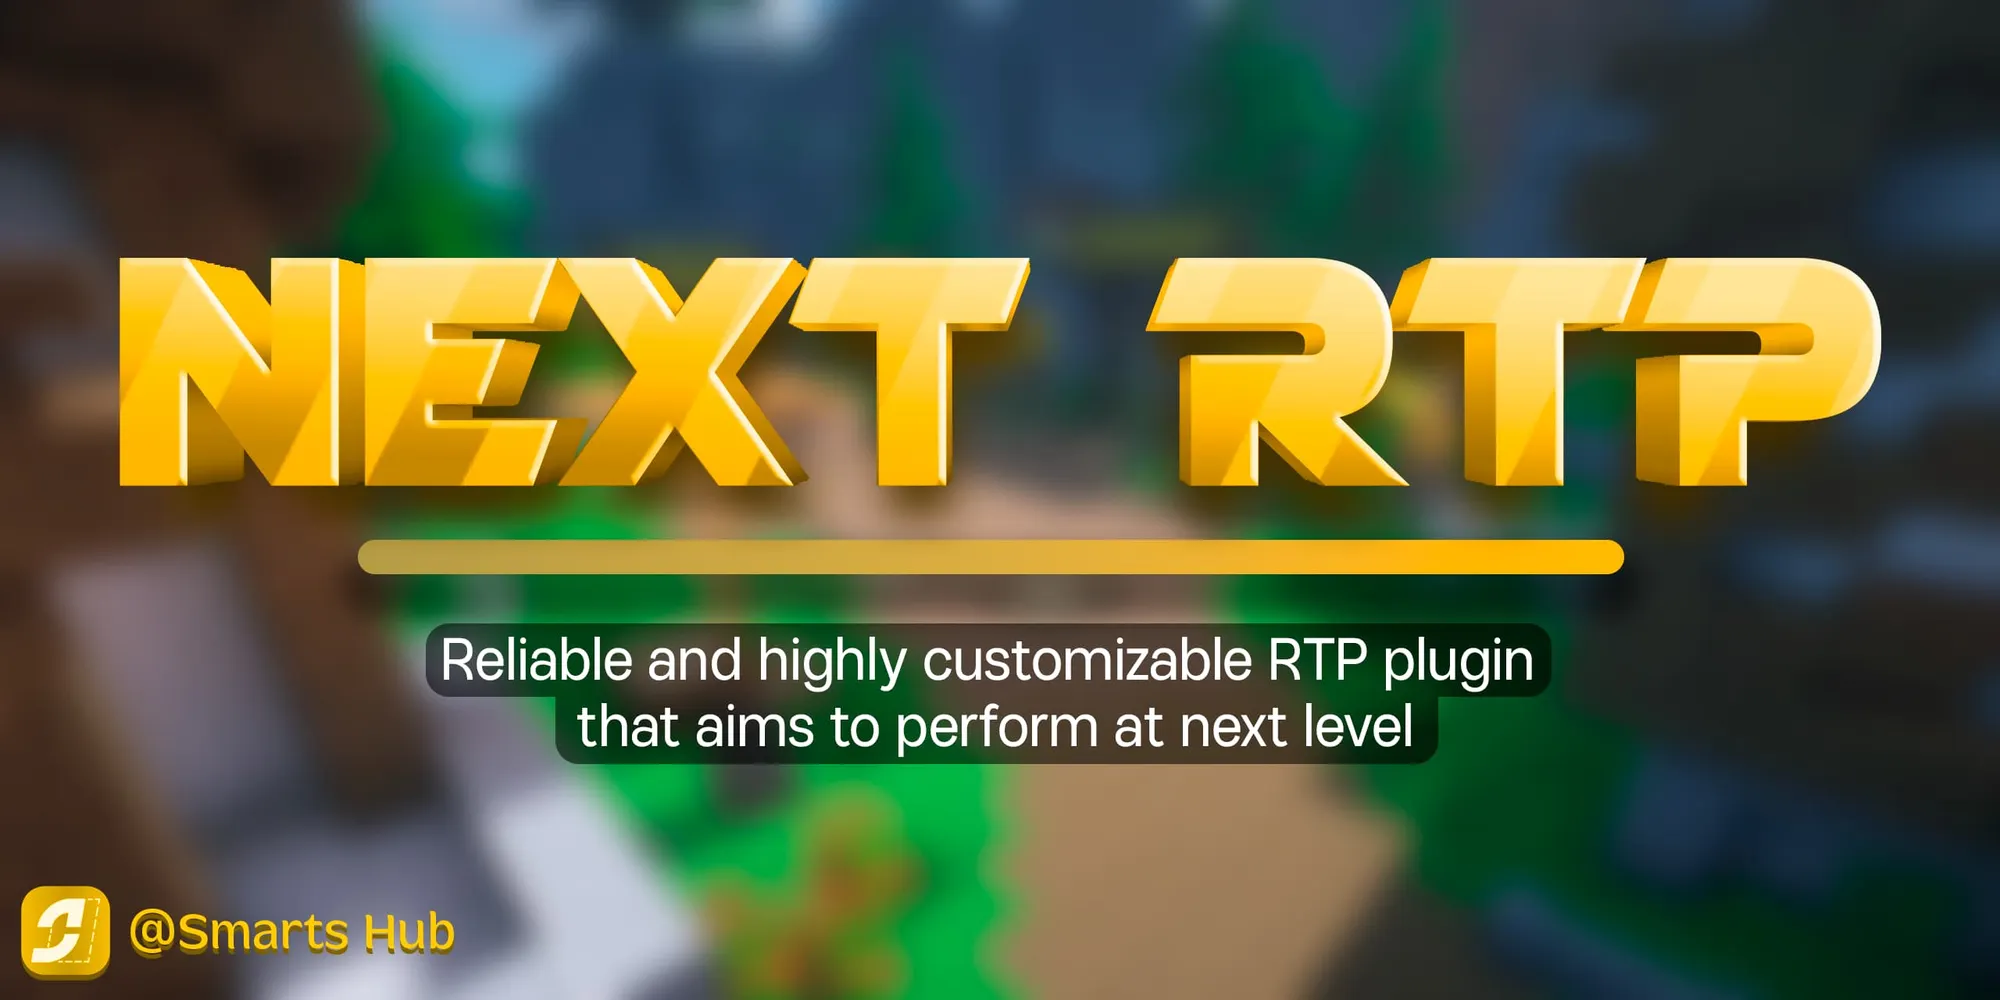 NEXT RTP
Reliable and highly customizable RTP plugin
that aims to perform at next level
@Smarts Hub